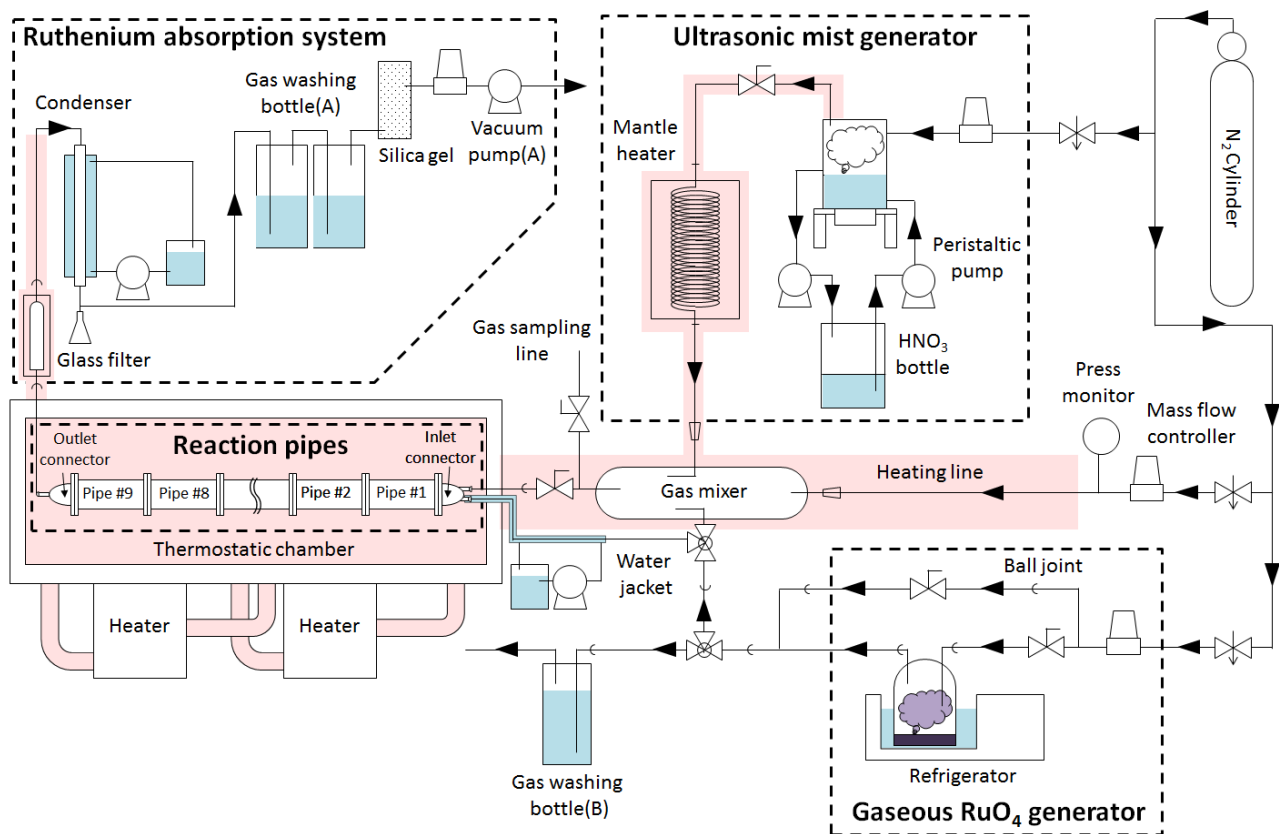 Ruthenium absorption system
Condenser
Gas washing
bottle(A)
Silica gel
Vacuum
pump(A)
Glass filter
Ultrasonic mist generator
Mantle
heater
Peristaltic
pump
HNO₃
bottle
N₂ Cylinder
Gas sampling
line
Press
monitor
Mass flow
controller
Reaction pipes
Outlet
connector
Inlet
connector
Pipe #9
Pipe #8
Pipe #2
Pipe #1
Thermostatic chamber
Gas mixer
Heating line
Heater
Heater
Water
jacket
Ball joint
Gas washing
bottle(B)
Refrigerator
Gaseous RuO₄ generator